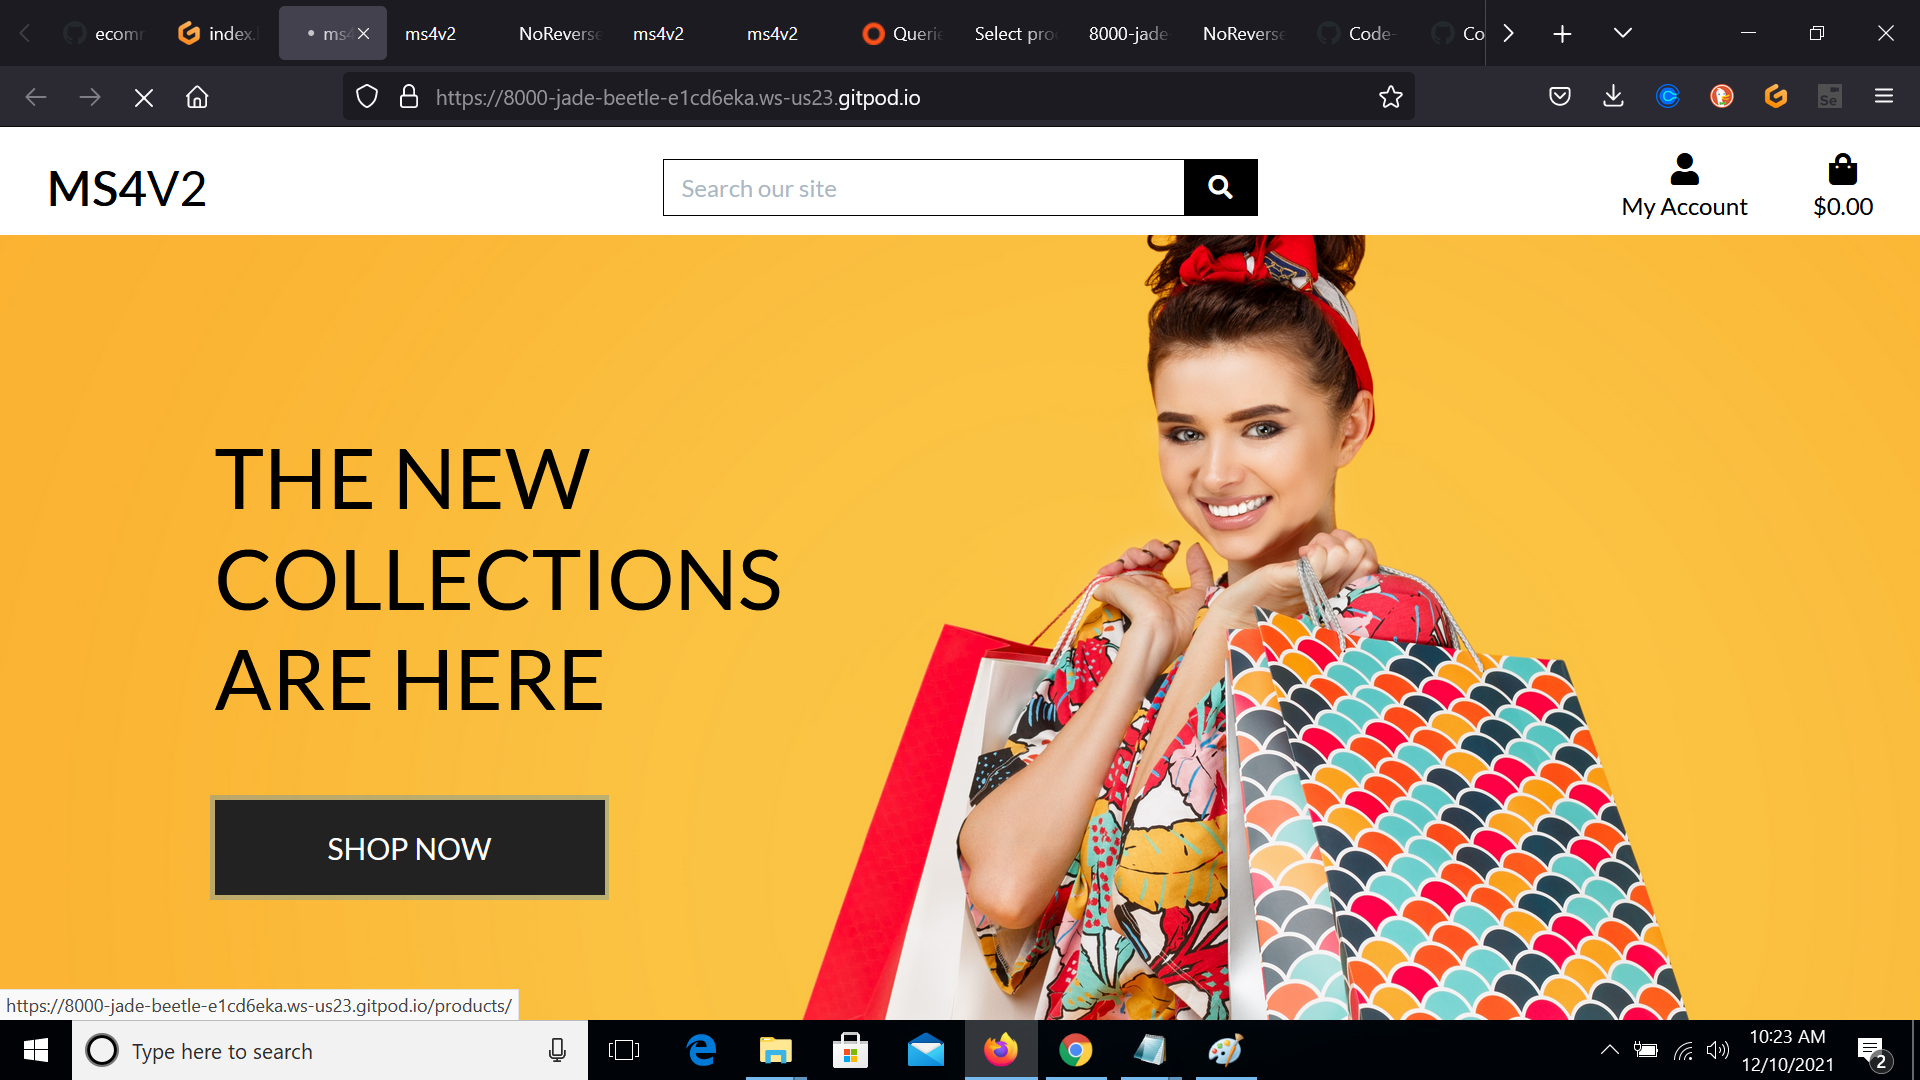 ecom
index.
ms4
ms4v2
NoReverse
ms4v2
ms4v2
Querie
Select pro
8000-jade
NoReverse
Code-
Co
https://8000-jade-beetle-e1cd6eka.ws-us23.gitpod.io
Se
MS4V2
Search our site
My Account
$0.00
THE NEW
COLLECTIONS
ARE HERE
SHOP NOW
https://8000-jade-beetle-e1cd6eka.ws-us23.gitpod.io/products/
Type here to search
10:23 AM
12/10/2021
2